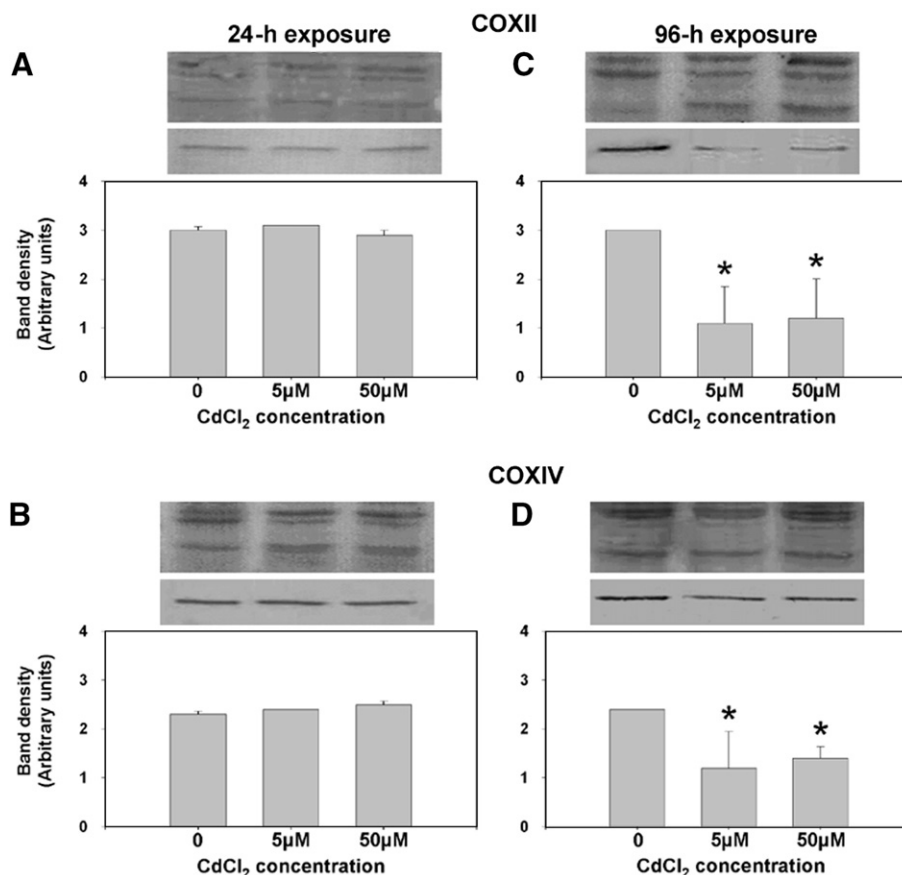 COXII
24-h exposure
96-h exposure
A
C
4
3
2
1
0
Band density
(Arbitrary units)
0 5µM 50µM
CdCl₂ concentration
4
3
2
1
0
* *
0 5µM 50µM
CdCl₂ concentration
COXIV
B
D
4
3
2
1
0
Band density
(Arbitrary units)
0 5µM 50µM
CdCl₂ concentration
4
3
2
1
0
* *
0 5µM 50µM
CdCl₂ concentration